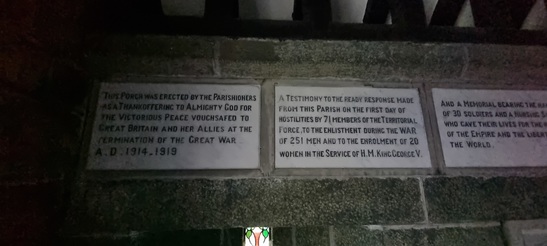 THIS PORCH WAS ERECTED BY THE PARISHIONERS
AS A THANKOFFERING TO ALMIGHTY GOD FOR
THE VICTORIOUS PEACE VOUCHSAFED TO
GREAT BRITAIN AND HER ALLIES AT THE
TERMINATION OF THE GREAT WAR
A.D. 1914-1919
A TESTIMONY TO THE READY RESPONSE MADE
FROM THIS PARISH ON THE FIRST DAY OF
HOSTILITIES BY 71 MEMBERS OF THE TERRITORIAL
FORCE, TO THE ENLISTMENT DURING THE WAR
OF 251 MEN AND TO THE ENROLMENT OF 20
WOMEN IN THE SERVICE OF H.M. KING GEORGE V.
AND A MEMORIAL BEARING THE
OF 30 SOLDIERS AND A NURSING
WHO GAVE THEIR LIVES FOR THE
OF THE EMPIRE AND THE
THE WORLD.